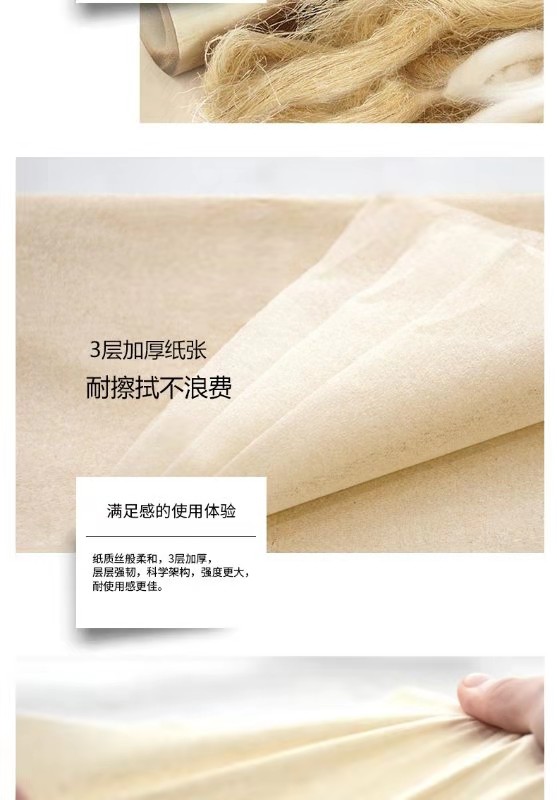 3层加厚纸张
耐擦拭不浪费
满足感的使用体验
纸质丝般柔和，3层加厚，
层层强韧，科学架构，强度更大，
耐使用感更佳。